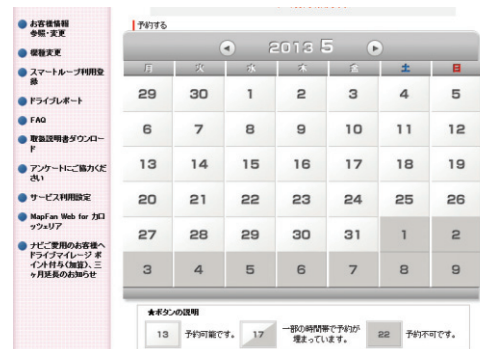 お客様情報
参照・変更
機種変更
スマートループ利用登
録
ドライブレポート
FAQ
取扱説明書ダウンロー
ド
アンケートにご協力くだ
さい
サービス利用設定
MapFan Web for カロ
ッツェリア
ナビご愛用のお客様へ
ドライブマイレージ ポ
イント付与(加算)、三
ヶ月延長のお知らせ
予約する
2013 5
月 火 水 木 金 土 日
29 30 1 2 3 4 5
6 7 8 9 10 11 12
13 14 15 16 17 18 19
20 21 22 23 24 25 26
27 28 29 30 31 1 2
3 4 5 6 7 8 9
★ボタンの説明
13 予約可能です。 17 一部の時間帯で予約が
埋まっています。 22 予約不可です。